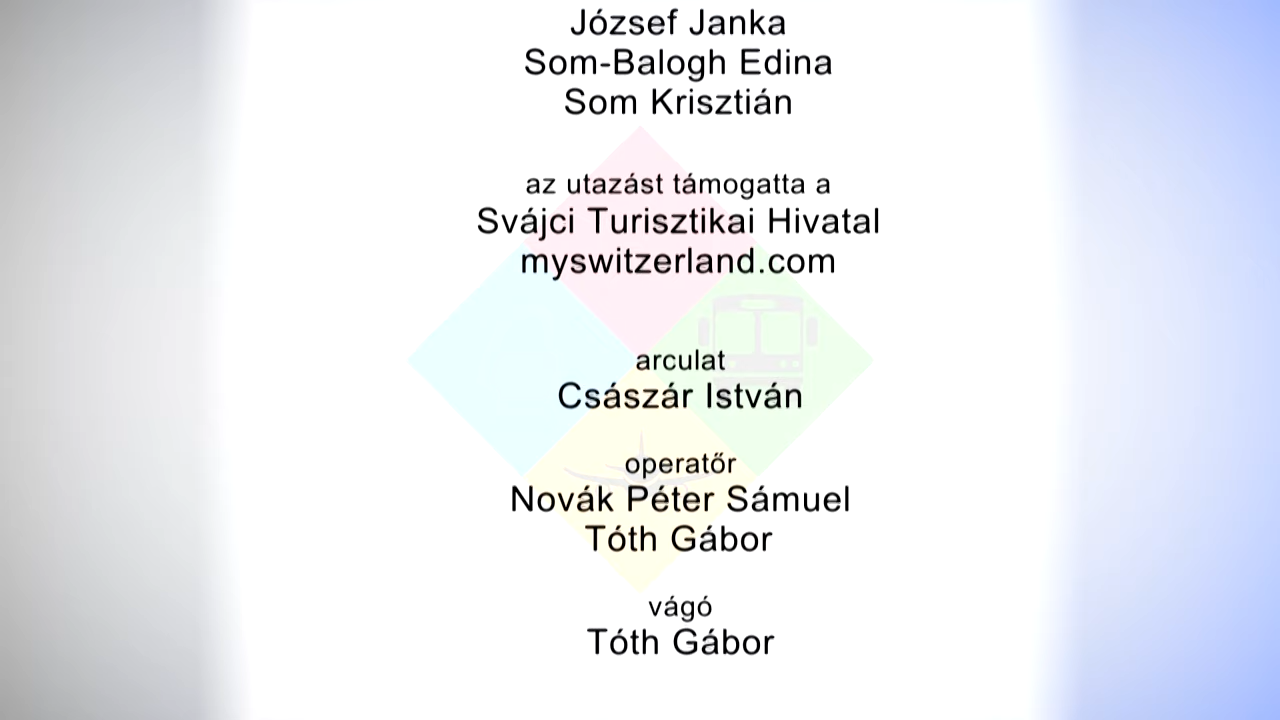 József Janka
Som-Balogh Edina
Som Krisztián
az utazást támogatta a
Svájci Turisztikai Hivatal
myswitzerland.com
arculat
Császár István
operatőr
Novák Péter Sámuel
Tóth Gábor
vágó
Tóth Gábor